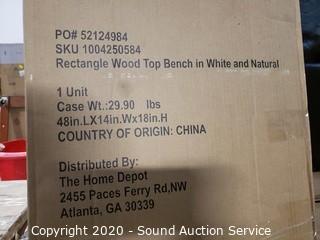 PO# 52124984
SKU 1004250584
Rectangle Wood Top Bench in White and Natural
1 Unit
Case Wt.:29.90 lbs
48in.LX14in.Wx18in.H
COUNTRY OF ORIGIN: CHINA
Distributed By:
The Home Depot
2455 Paces Ferry Rd,NW
Atlanta, GA 30339
Copyright 2020 - Sound Auction Service